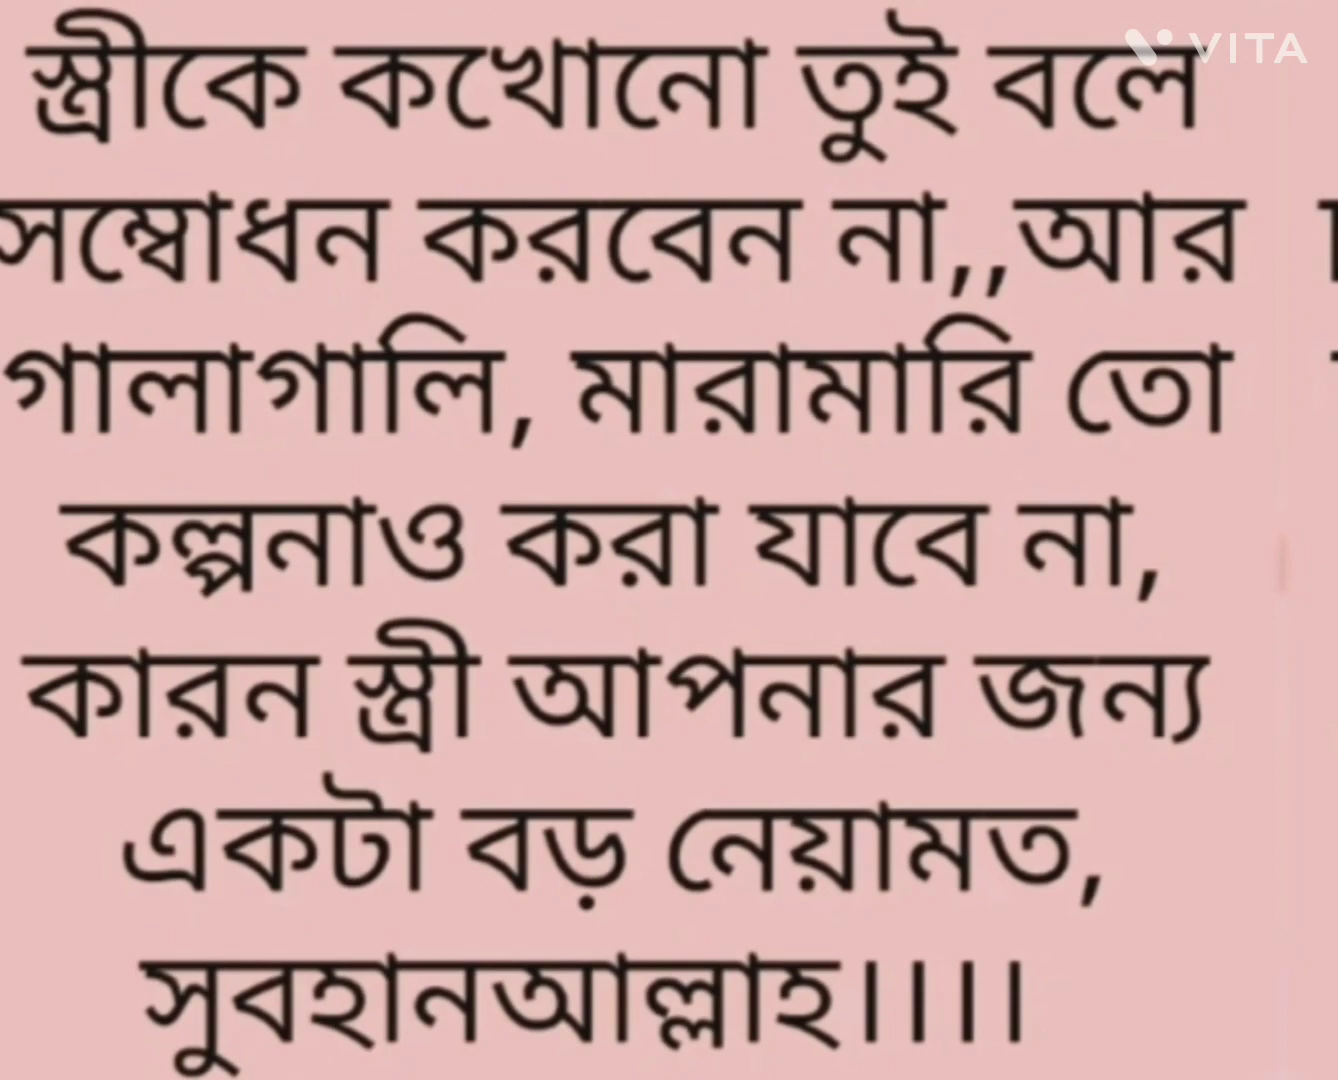 VITA
স্ত্রীকে কখোনো তুই বলে
সম্বোধন করবেন না,,আর
গালাগালি, মারামারি তো
কল্পনাও করা যাবে না,
কারন স্ত্রী আপনার জন্য
একটা বড় নেয়ামত,
সুবহানআল্লাহ।।।।